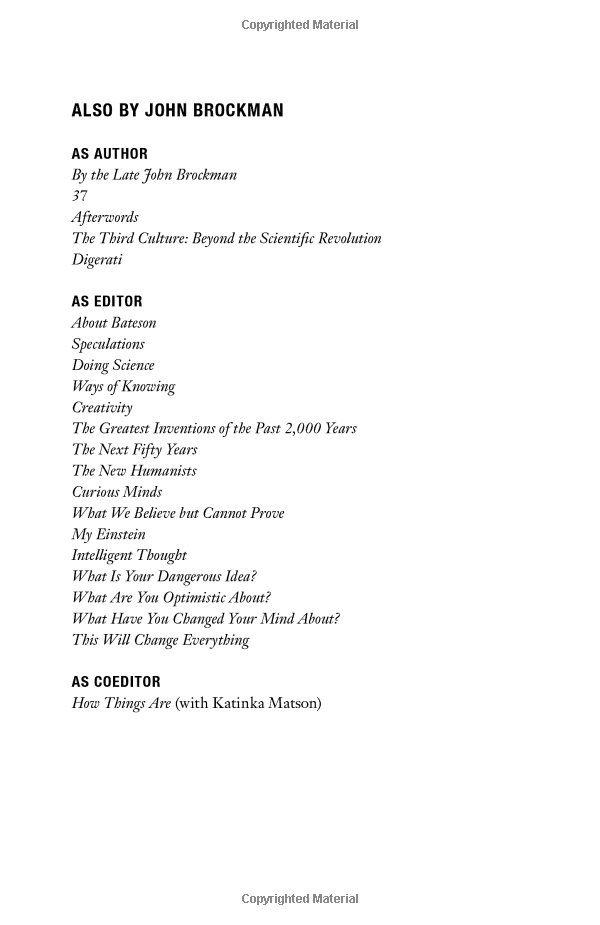 Copyrighted Material
ALSO BY JOHN BROCKMAN
AS AUTHOR
By the Late John Brockman
37
Afterwords
The Third Culture: Beyond the Scientific Revolution
Digerati
AS EDITOR
About Bateson
Speculations
Doing Science
Ways of Knowing
Creativity
The Greatest Inventions of the Past 2,000 Years
The Next Fifty Years
The New Humanists
Curious Minds
What We Believe but Cannot Prove
My Einstein
Intelligent Thought
What Is Your Dangerous Idea?
What Are You Optimistic About?
What Have You Changed Your Mind About?
This Will Change Everything
AS COEDITOR
How Things Are (with Katinka Matson)
Copyrighted Material